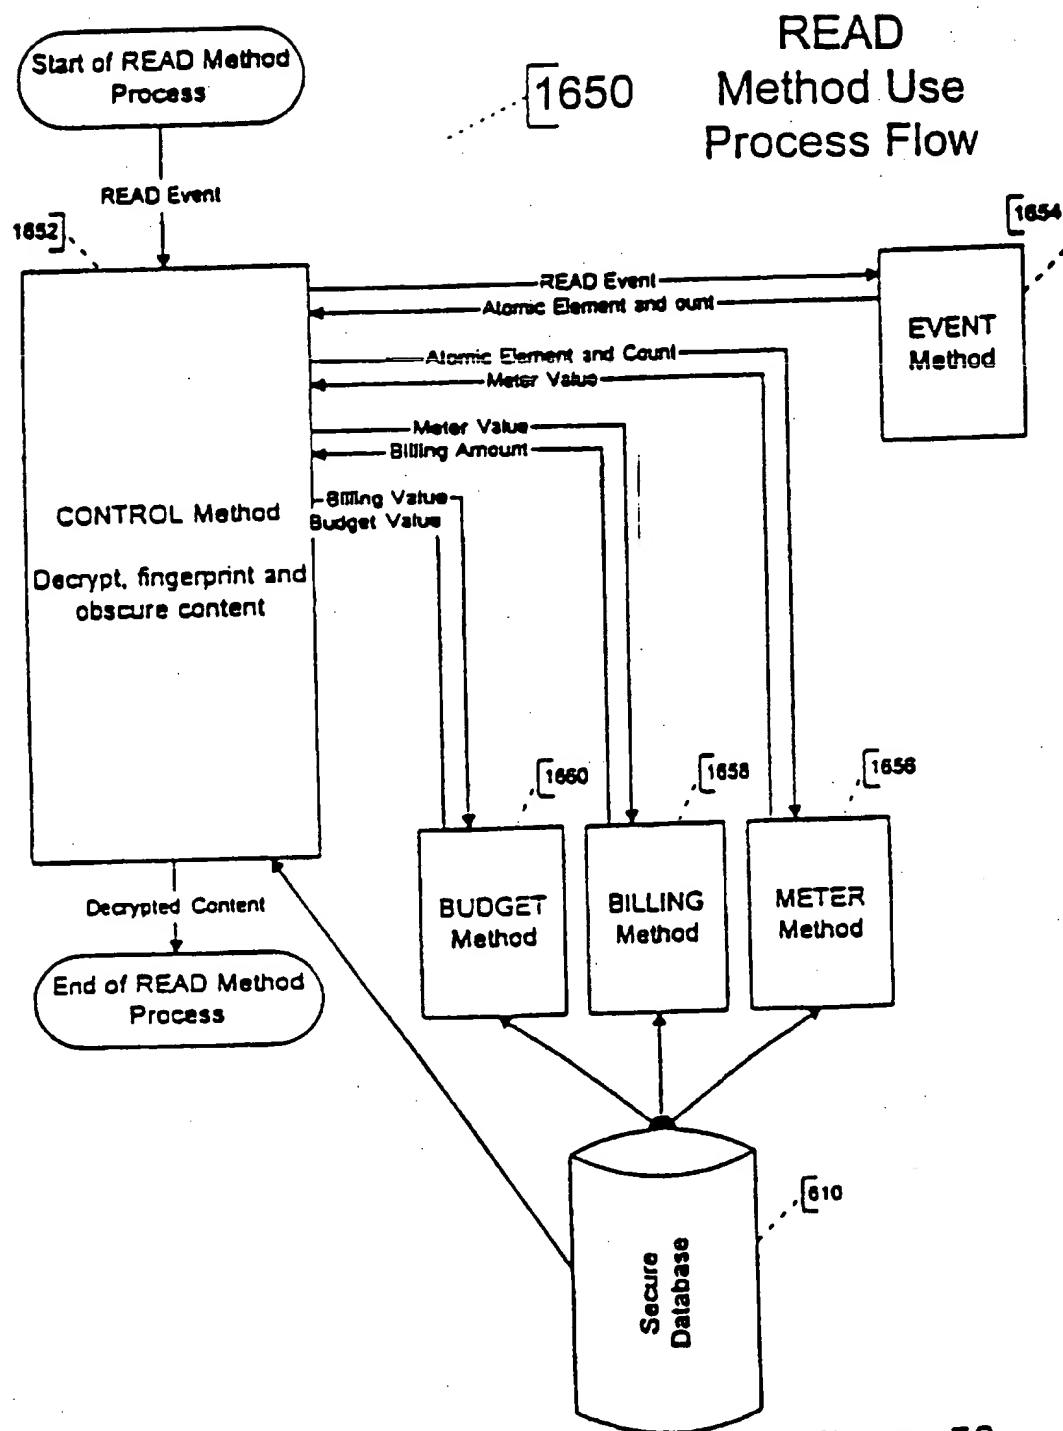 READ
Method Use
Process Flow
1650
Start of READ Method
Process
READ Event
1652
1654
READ Event
Atomic Element and ount
EVENT
Method
Atomic Element and Count
Meter Value
Meter Value
Billing Amount
Billing Value
Budget Value
CONTROL Method
Decrypt, fingerprint and
obscure content
1660
1658
1656
BUDGET
Method
BILLING
Method
METER
Method
Decrypted Content
End of READ Method
Process
610
Secure
Database